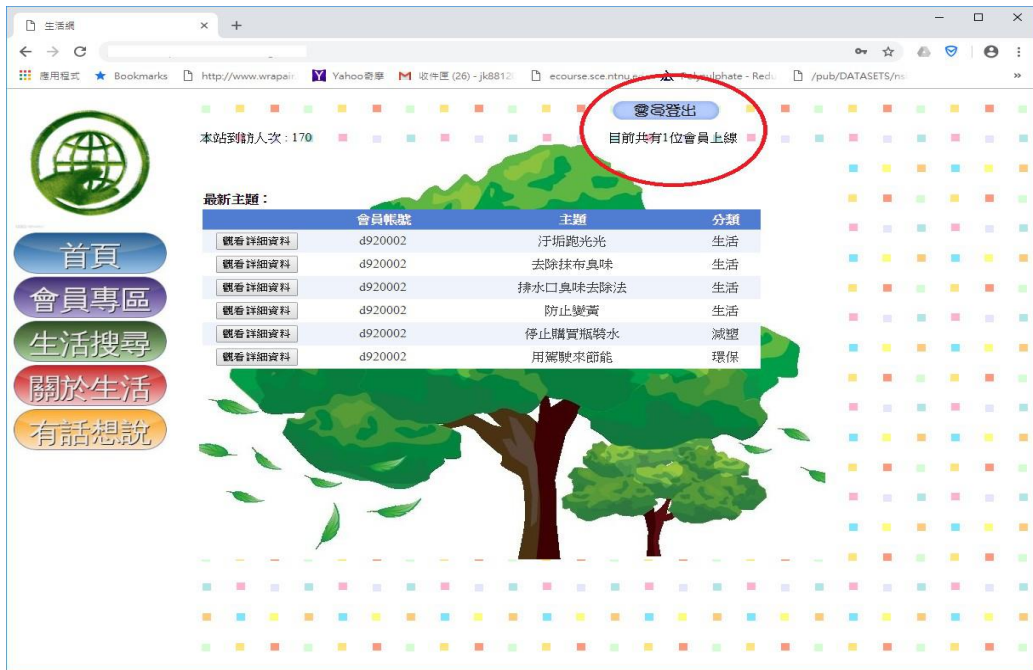 生活網
應用程式 Bookmarks http://www.wrapair Yahoo奇摩 收件匣 (26) - jk8812 ecourse.sce.ntnu Polysulphate - Redu /pub/DATASETS/ns
會員登出
本站到訪人次 : 170 目前共有1位會員上線
最新主題：
會員帳號 主題 分類
觀看詳細資料 d920002 汙垢跑光光 生活
觀看詳細資料 d920002 去除抹布臭味 生活
觀看詳細資料 d920002 排水口臭味去除法 生活
觀看詳細資料 d920002 防止變黃 生活
觀看詳細資料 d920002 停止購買瓶裝水 減塑
觀看詳細資料 d920002 用駕駛來節能 環保
首頁
會員專區
生活搜尋
關於生活
有話想說